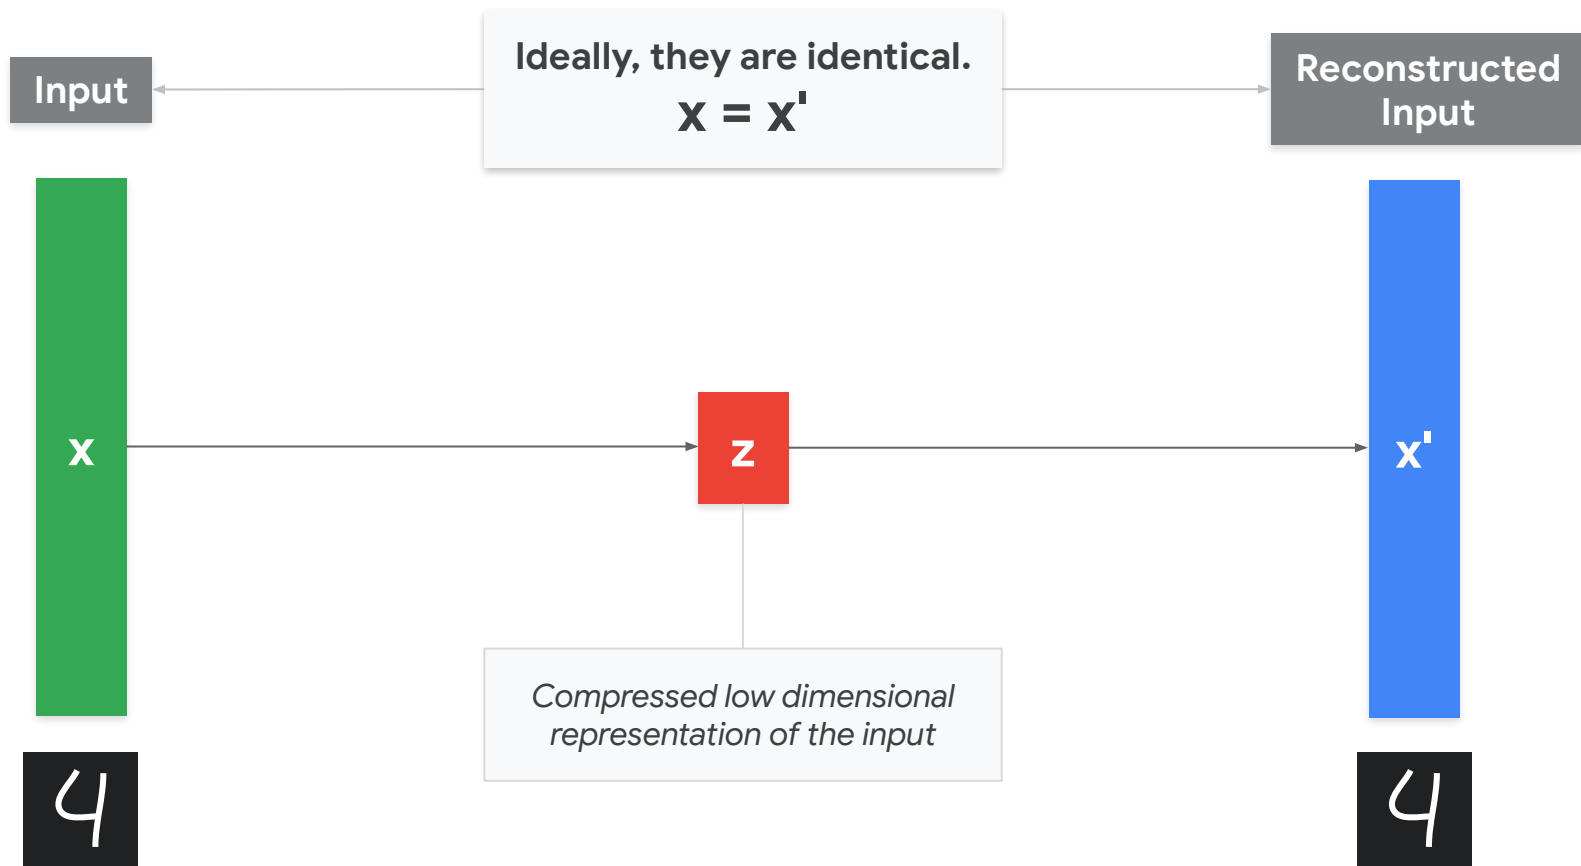 Input
Ideally, they are identical.
x = x'
Reconstructed
Input
x
z
x'
Compressed low dimensional
representation of the input
4
4